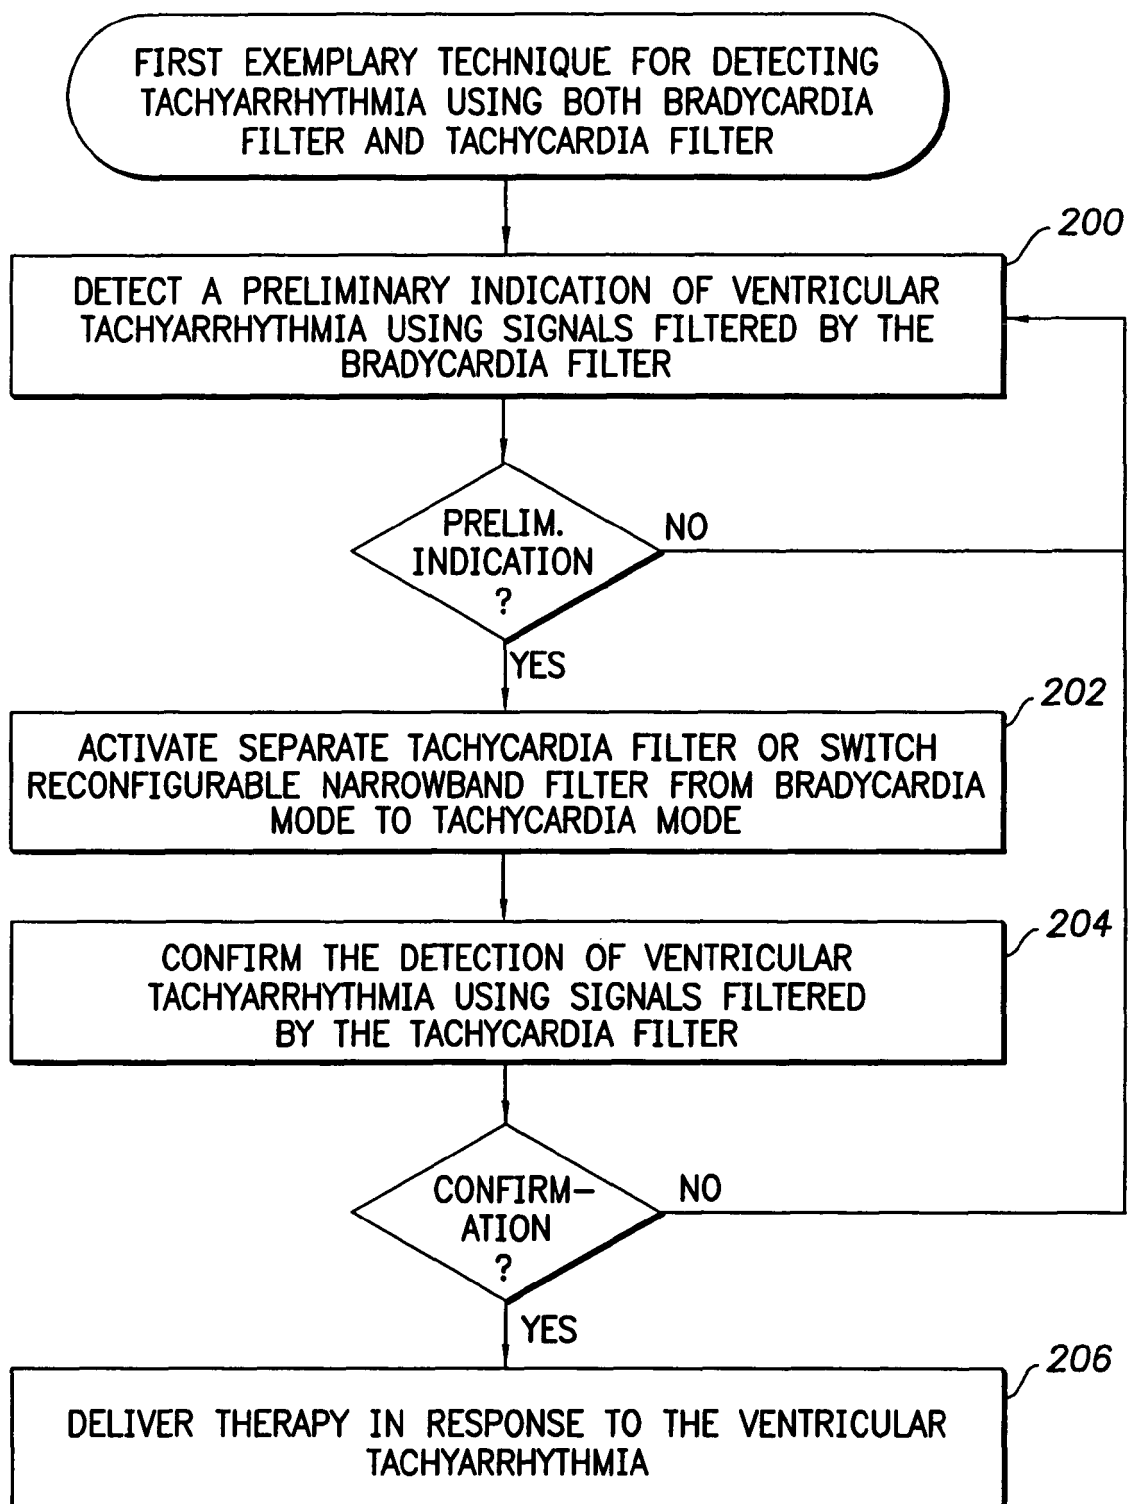 FIRST EXEMPLARY TECHNIQUE FOR DETECTING
TACHYARRHYTHMIA USING BOTH BRADYCARDIA
FILTER AND TACHYCARDIA FILTER
200
DETECT A PRELIMINARY INDICATION OF VENTRICULAR
TACHYARRHYTHMIA USING SIGNALS FILTERED BY THE
BRADYCARDIA FILTER
PRELIM.
INDICATION
?
NO
YES
202
ACTIVATE SEPARATE TACHYCARDIA FILTER OR SWITCH
RECONFIGURABLE NARROWBAND FILTER FROM BRADYCARDIA
MODE TO TACHYCARDIA MODE
204
CONFIRM THE DETECTION OF VENTRICULAR
TACHYARRHYTHMIA USING SIGNALS FILTERED
BY THE TACHYCARDIA FILTER
CONFIRM-
ATION
?
NO
YES
206
DELIVER THERAPY IN RESPONSE TO THE VENTRICULAR
TACHYARRHYTHMIA